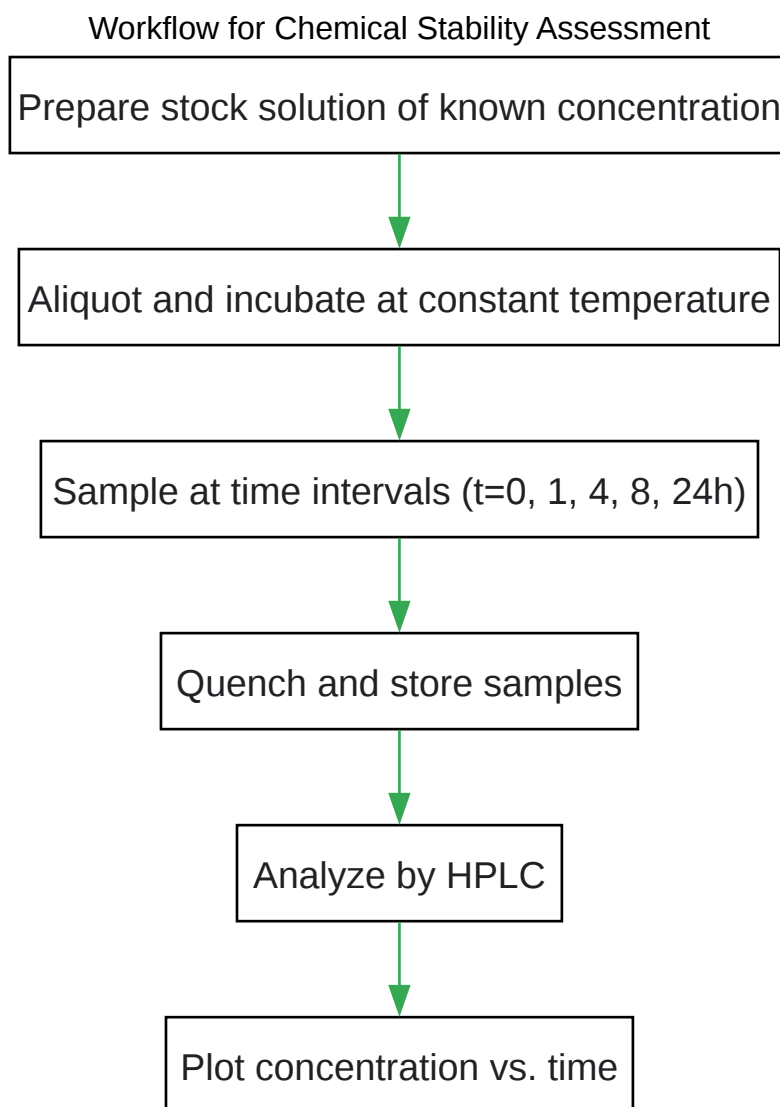 Workflow for Chemical Stability Assessment
Prepare stock solution of known concentration
Aliquot and incubate at constant temperature
Sample at time intervals (t=0, 1, 4, 8, 24h)
Quench and store samples
Analyze by HPLC
Plot concentration vs. time